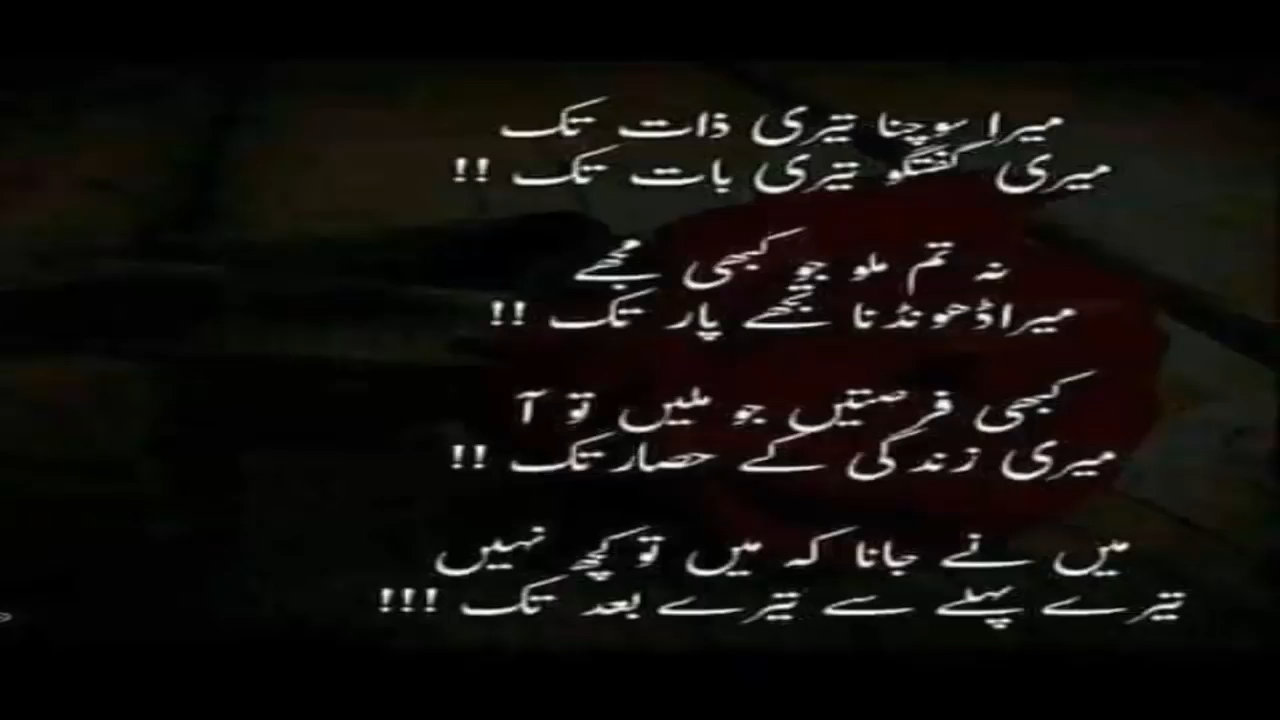 میرا سوچنا تیری ذات تک
میری گفتگو تیری بات تک !!
نہ تم ملو جو کبھی مجھے
میرا ڈھونڈنا تجھے پار تک !!
کبھی فرصتیں جو ملیں تو آ
میری زندگی کے حصار تک !!
میں نے جانا کہ میں تو کچھ نہیں
تیرے پہلے سے تیرے بعد تک !!!